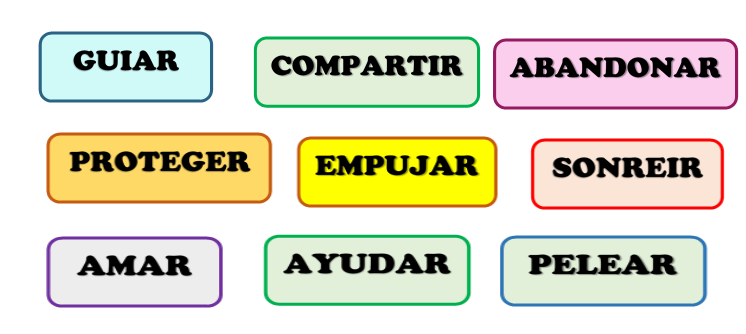 GUIAR
COMPARTIR
ABANDONAR
PROTEGER
EMPUJAR
SONREIR
AMAR
AYUDAR
PELEAR